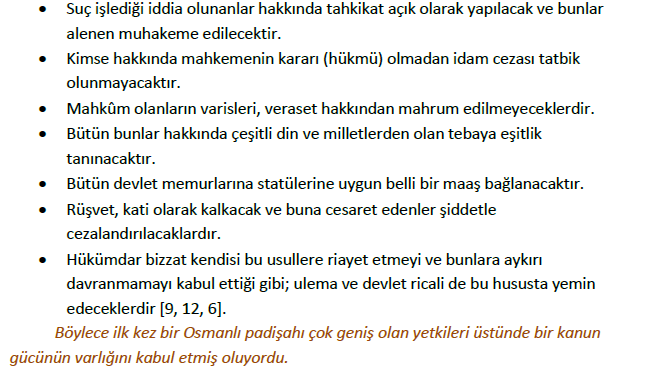 • Suç işlediği iddia olunanlar hakkında tahkikat açık olarak yapılacak ve bunlar
alenen muhakeme edilecektir.
• Kimse hakkında mahkemenin kararı (hükmü) olmadan idam cezası tatbik
olunmayacaktır.
• Mahkûm olanların varisleri, veraset hakkından mahrum edilmeyeceklerdir.
• Bütün bunlar hakkında çeşitli din ve milletlerden olan tebaya eşitlik
tanınacaktır.
• Bütün devlet memurlarına statülerine uygun belli bir maaş bağlanacaktır.
• Rüşvet, kati olarak kalkacak ve buna cesaret edenler şiddetle
cezalandırılacaklardır.
• Hükümdar bizzat kendisi bu usullere riayet etmeyi ve bunlara aykırı
davranmamayı kabul ettiği gibi; ulema ve devlet ricali de bu hususta yemin
edeceklerdir [9, 12, 6].
Böylece ilk kez bir Osmanlı padişahı çok geniş olan yetkileri üstünde bir kanun
gücünün varlığını kabul etmiş oluyordu.